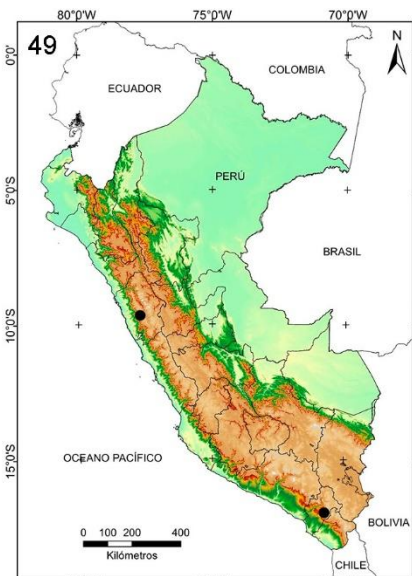 80°0'O 75°0'O 70°0'O
49
N
0°0'
COLOMBIA
ECUADOR
PERÚ
5°0'S
BRASIL
10°0'S
15°0'S
OCEANO PACÍFICO
BOLIVIA
0 100 200 400
Kilómetros
CHILE